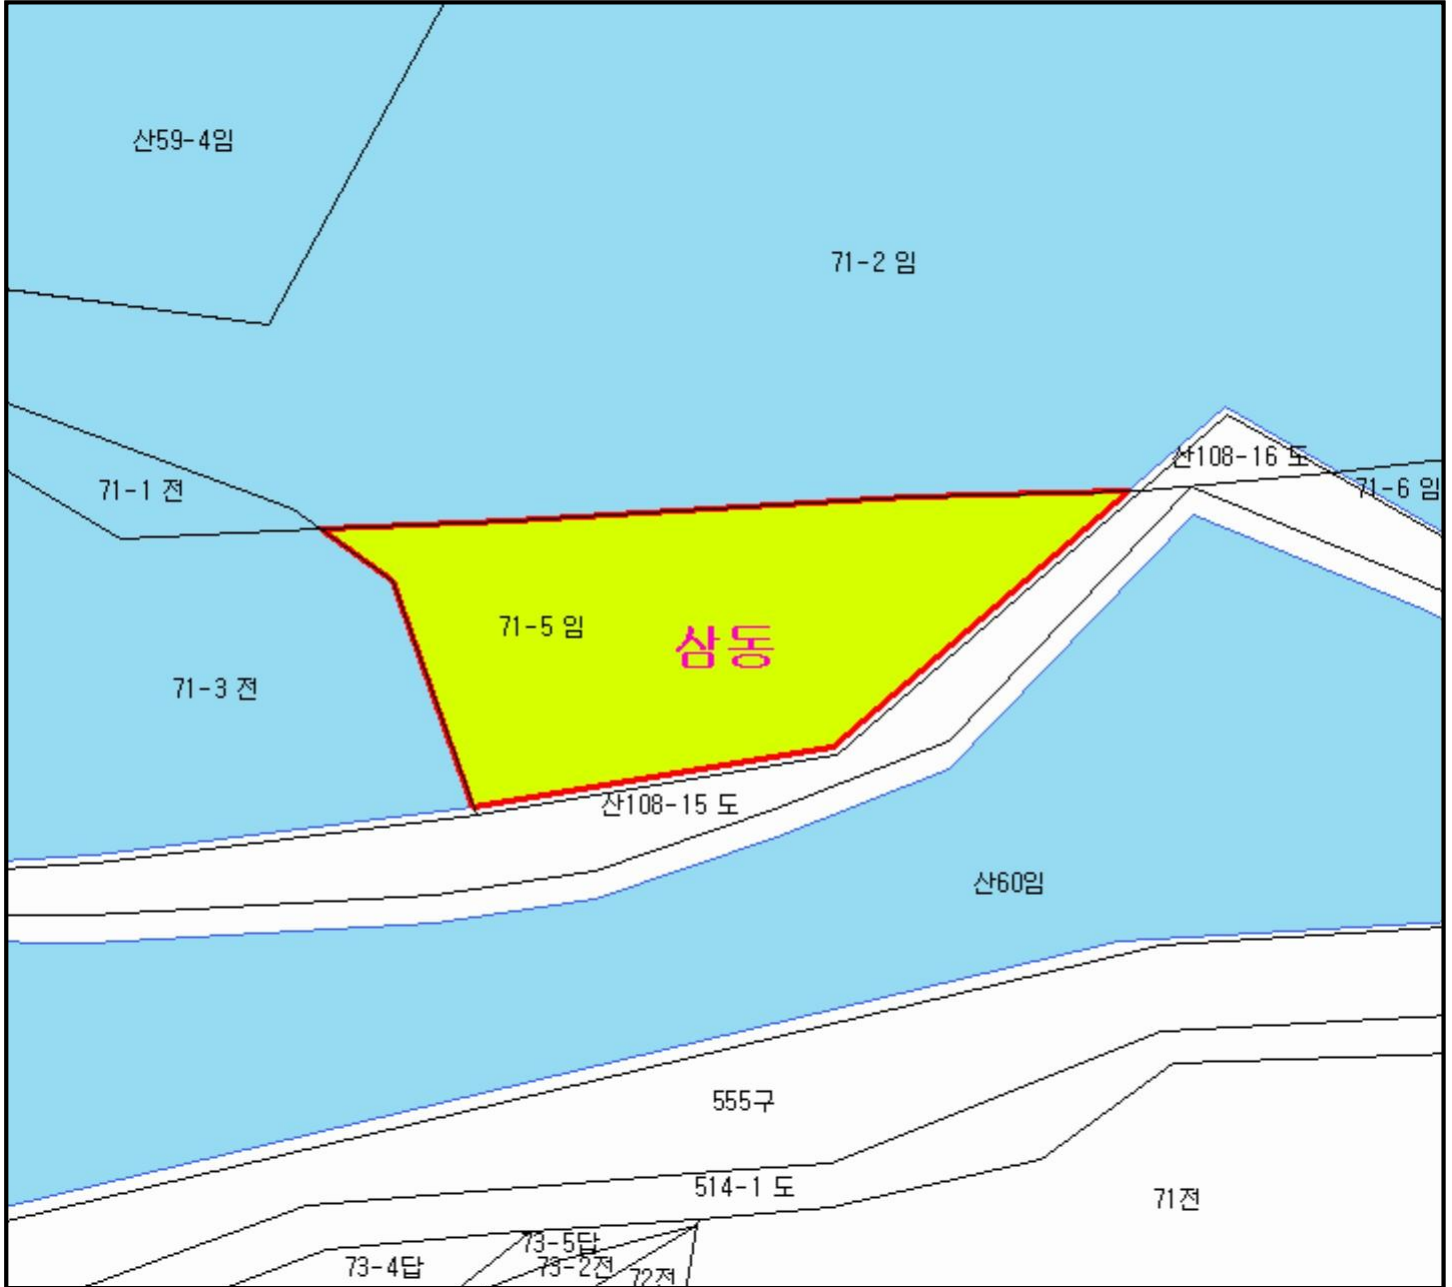 산59-4임
71-2 임
산108-16 도
71-1 전
71-6 임
71-5 임
삼동
71-3 전
산108-15 도
산60임
555구
514-1 도
71전
73-5답
73-4답
73-2전
72전